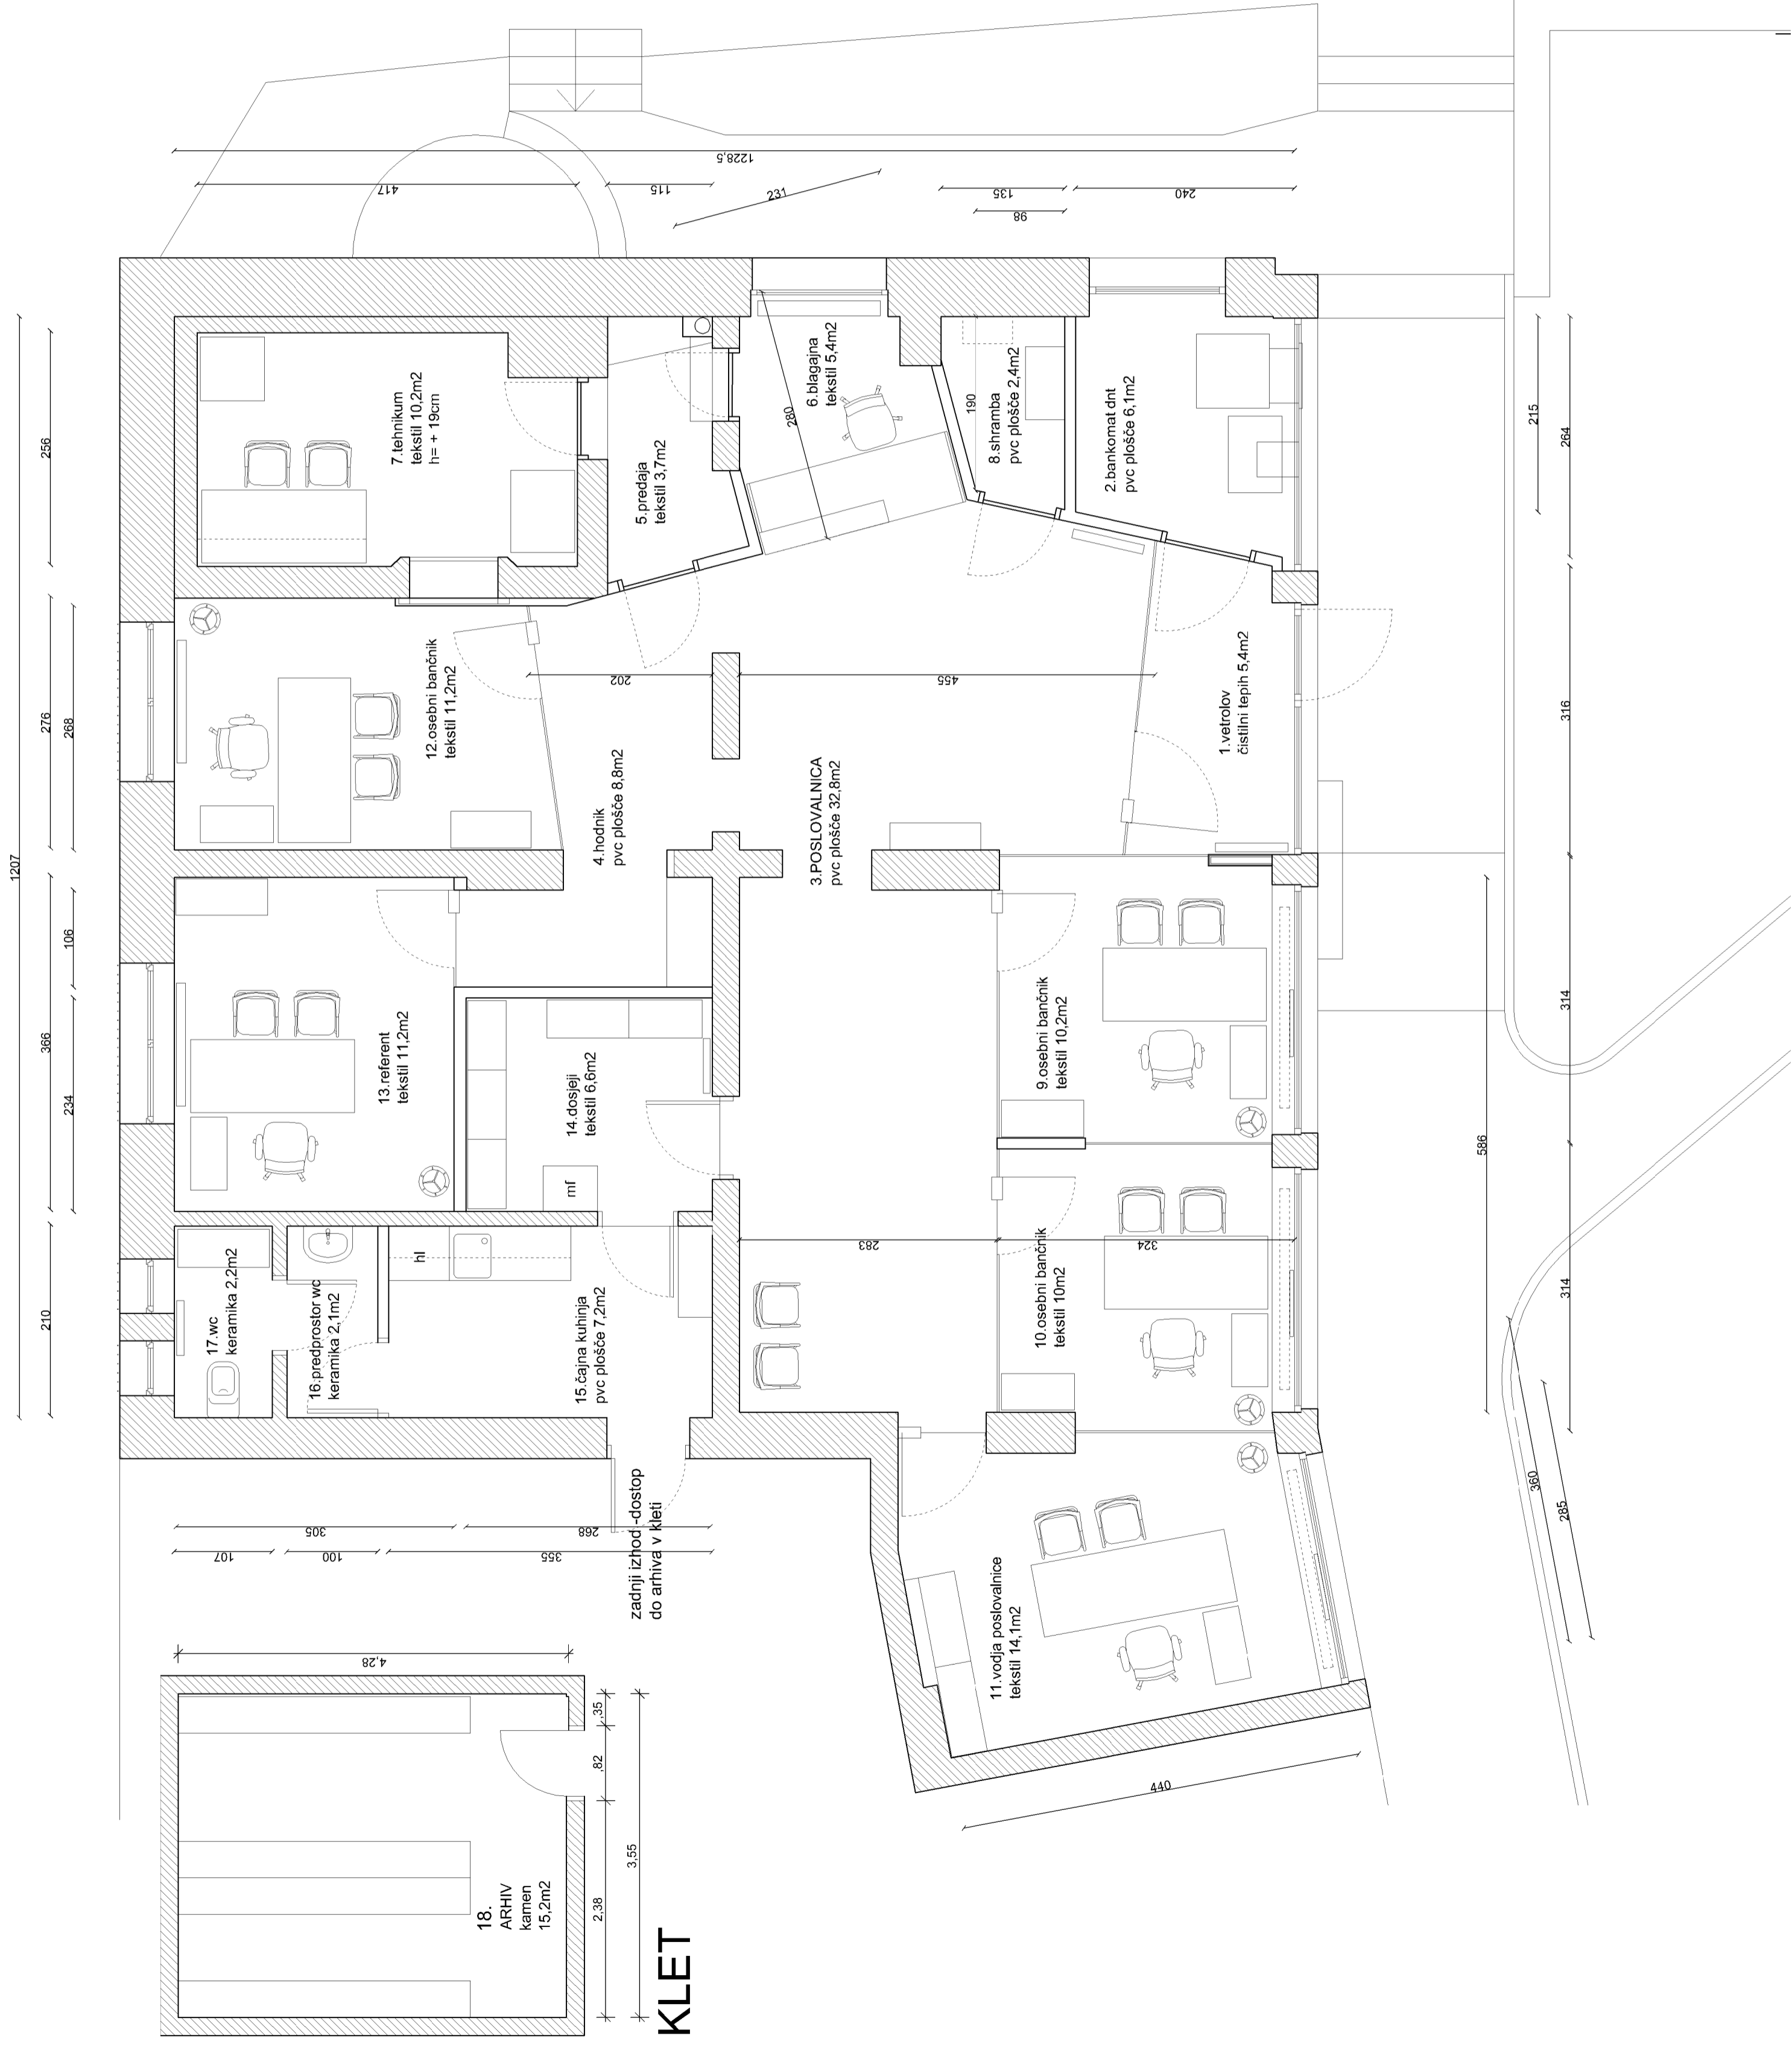 1207
256
276
268
366
106
234
210
1228,5
417
115
231
135
98
240
7.tehnikum
tekstil 10,2m2
h= + 19cm
5.predaja
tekstil 3,7m2
6.blagajna
tekstil 5,4m2
280
8.shramba
pvc plošče 2,4m2
190
2.bankomat dnt
pvc plošče 6,1m2
215
264
12.osebni bančnik
tekstil 11,2m2
202
455
4.hodnik
pvc plošče 8,8m2
3.POSLOVALNICA
pvc plošče 32,8m2
1.vetrolov
čistilni tepih 5,4m2
316
13.referent
tekstil 11,2m2
14.dosjeji
tekstil 6,6m2
mf
9.osebni bančnik
tekstil 10,2m2
314
586
17.wc
keramika 2,2m2
16.predprostor wc
keramika 2,1m2
hl
15.čajna kuhinja
pvc plošče 7,2m2
283
324
10.osebni bančnik
tekstil 10m2
314
305
268
107
100
355
zadnji izhod -dostop
do arhiva v kleti
11.vodja poslovalnice
tekstil 14,1m2
360
285
440
4,28
,35
,82
2,38
3,55
18.
ARHIV
kamen
15,2m2
KLET